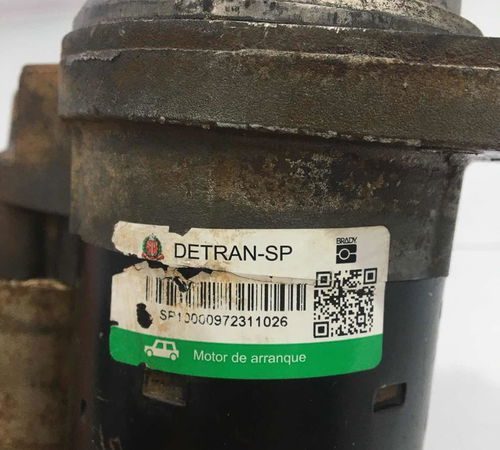 DETRAN-SP
BRADY
SP10000972311026
Motor de arranque